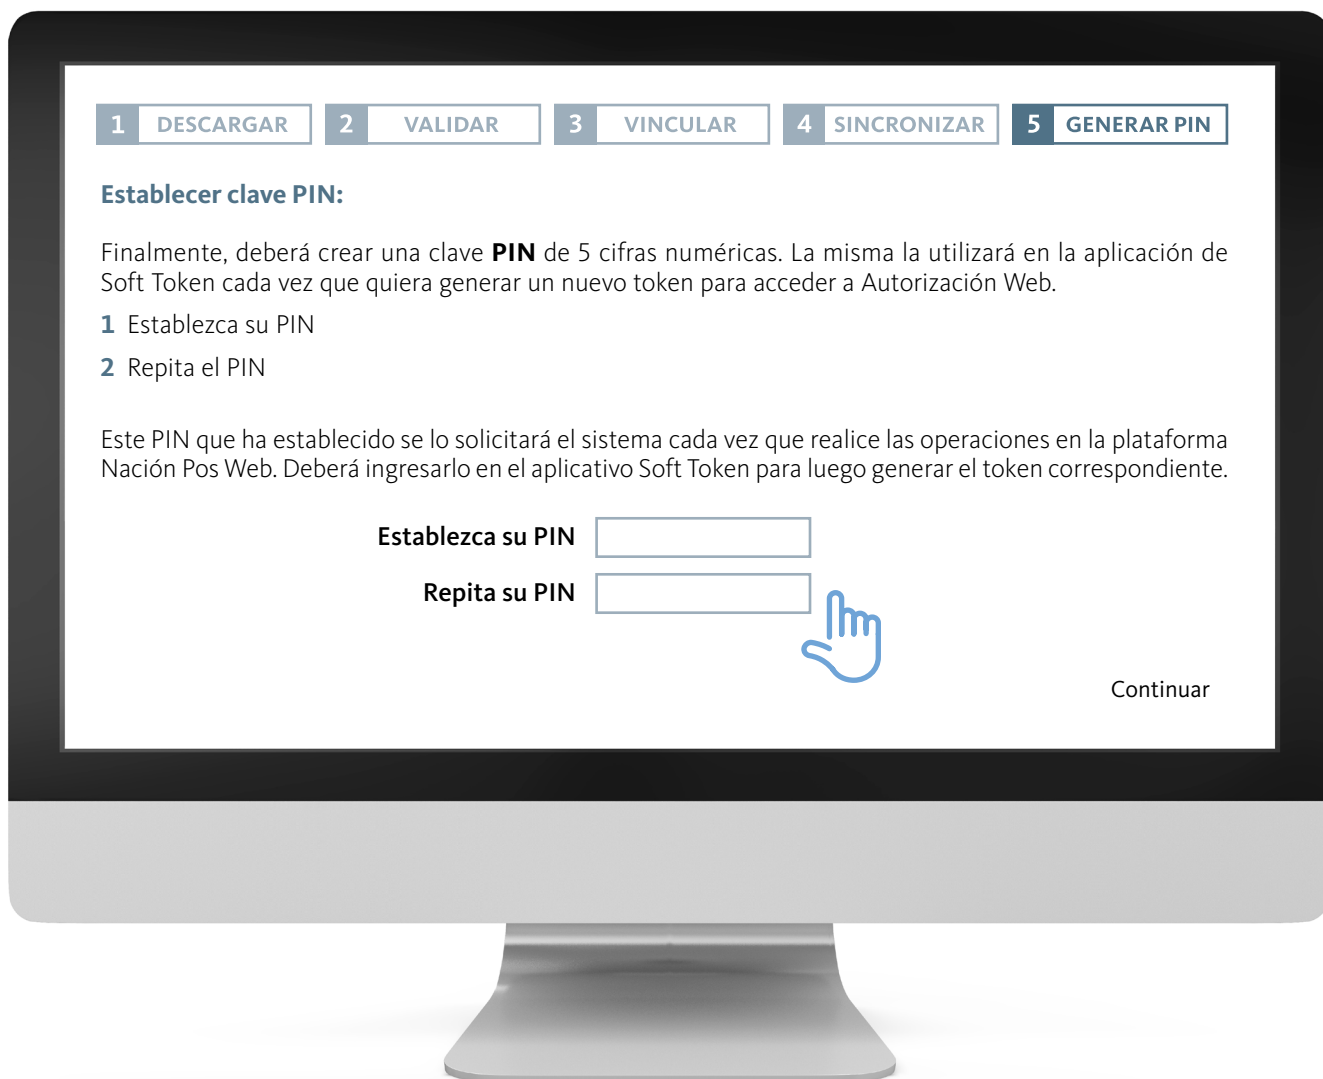 1 DESCARGAR 2 VALIDAR 3 VINCULAR 4 SINCRONIZAR 5 GENERAR PIN
Establecer clave PIN:
Finalmente, deberá crear una clave PIN de 5 cifras numéricas. La misma la utilizará en la aplicación de
Soft Token cada vez que quiera generar un nuevo token para acceder a Autorización Web.
1 Establezca su PIN
2 Repita el PIN
Este PIN que ha establecido se lo solicitará el sistema cada vez que realice las operaciones en la plataforma
Nación Pos Web. Deberá ingresarlo en el aplicativo Soft Token para luego generar el token correspondiente.
Establezca su PIN
Repita su PIN
Continuar